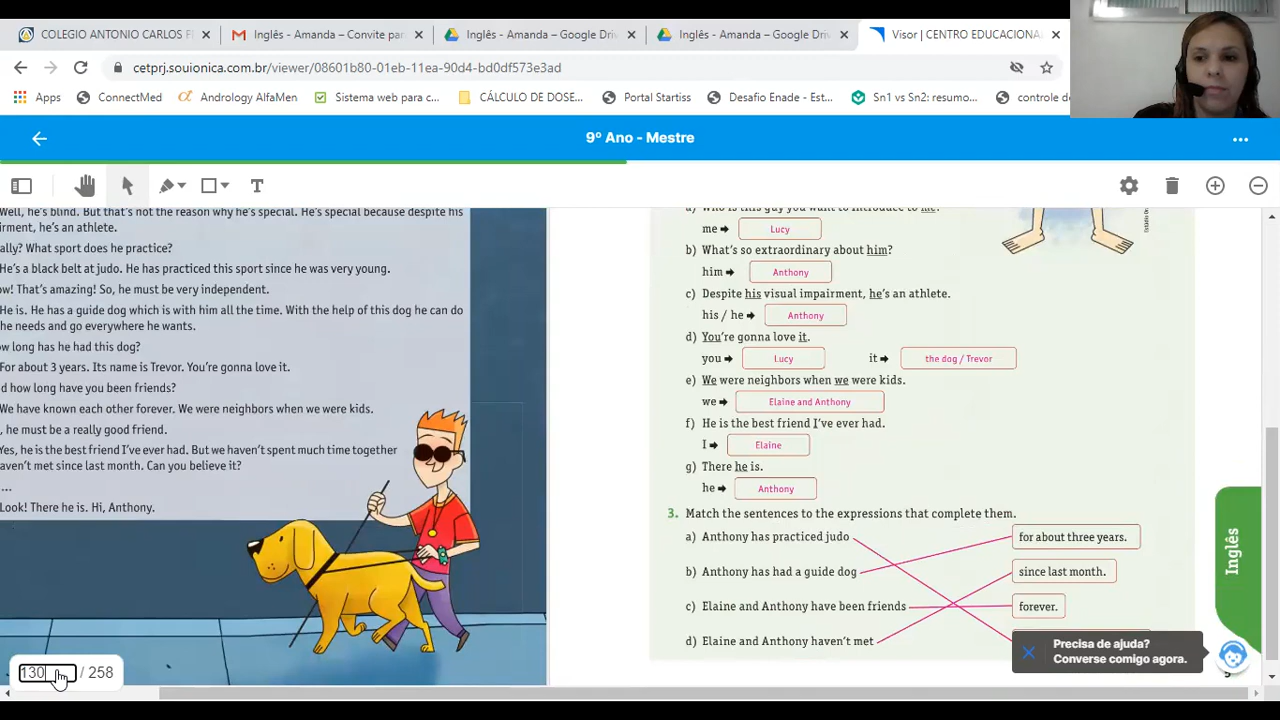 COLEGIO ANTONIO CARLOS
Inglês - Amanda – Convite par
Inglês - Amanda - Google Driv
Inglês - Amanda - Google Driv
Visor | CENTRO EDUCACIONAL
cetprj.souionica.com.br/viewer/08601b80-01eb-11ea-90d4-bd0df573e3ad
Apps
ConnectMed
Andrology AlfaMen
Sistema web para c...
CÁLCULO DE DOSE...
Portal Startiss
Desafio Enade - Est...
Sn1 vs Sn2: resumo...
controle d
9º Ano - Mestre
Well, he's blind. But that's not the reason why he's special. He's special because despite his
irment, he's an athlete.
ally? What sport does he practice?
He's a black belt at judo. He has practiced this sport since he was very young.
ow! That's amazing! So, he must be very independent.
He is. He has a guide dog which is with him all the time. With the help of this dog he can do
he needs and go everywhere he wants.
ow long has he had this dog?
For about 3 years. Its name is Trevor. You're gonna love it.
d how long have you been friends?
We have known each other forever. We were neighbors when we were kids.
, he must be a really good friend.
Yes, he is the best friend I've ever had. But we haven't spent much time together
aven't met since last month. Can you believe it?
...
Look! There he is. Hi, Anthony.
130 / 258
a) Who is this guy you want to introduce to me?
me → Lucy
b) What's so extraordinary about him?
him → Anthony
c) Despite his visual impairment, he's an athlete.
his / he → Anthony
d) You're gonna love it.
you → Lucy it → the dog / Trevor
e) We were neighbors when we were kids.
we → Elaine and Anthony
f) He is the best friend I've ever had.
I → Elaine
g) There he is.
he → Anthony
3. Match the sentences to the expressions that complete them.
a) Anthony has practiced judo for about three years.
b) Anthony has had a guide dog since last month.
c) Elaine and Anthony have been friends forever.
d) Elaine and Anthony haven't met
Inglês
Precisa de ajuda?
Converse comigo agora.